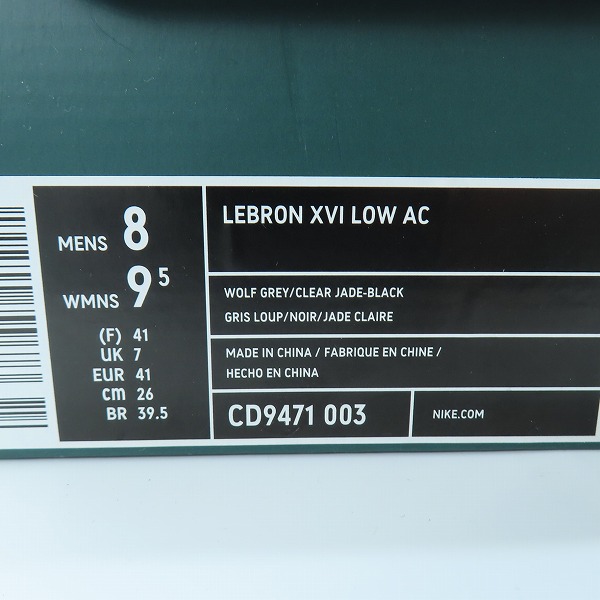 MENS 8
WMNS 9 5
(F) 41
UK 7
EUR 41
cm 26
BR 39.5
LEBRON XVI LOW AC
WOLF GREY/CLEAR JADE-BLACK
GRIS LOUP/NOIR/JADE CLAIRE
MADE IN CHINA / FABRIQUE EN CHINE /
HECHO EN CHINA
CD9471 003
NIKE.COM